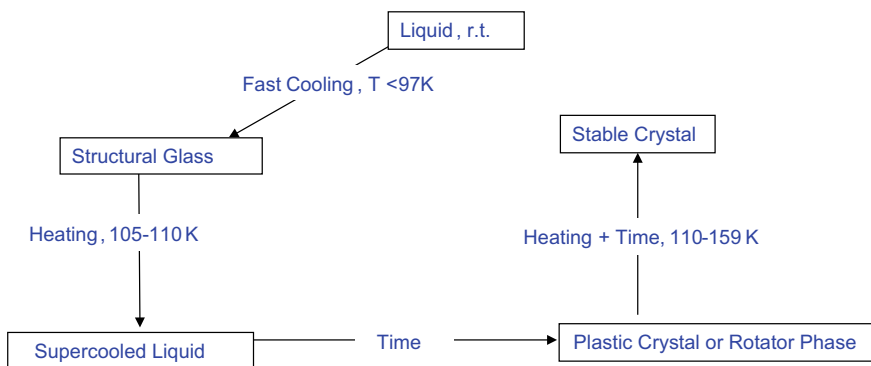 Liquid, r.t.
Fast Cooling, T <97K
Structural Glass
Stable Crystal
Heating, 105-110 K
Heating + Time, 110-159 K
Supercooled Liquid
Time
Plastic Crystal or Rotator Phase